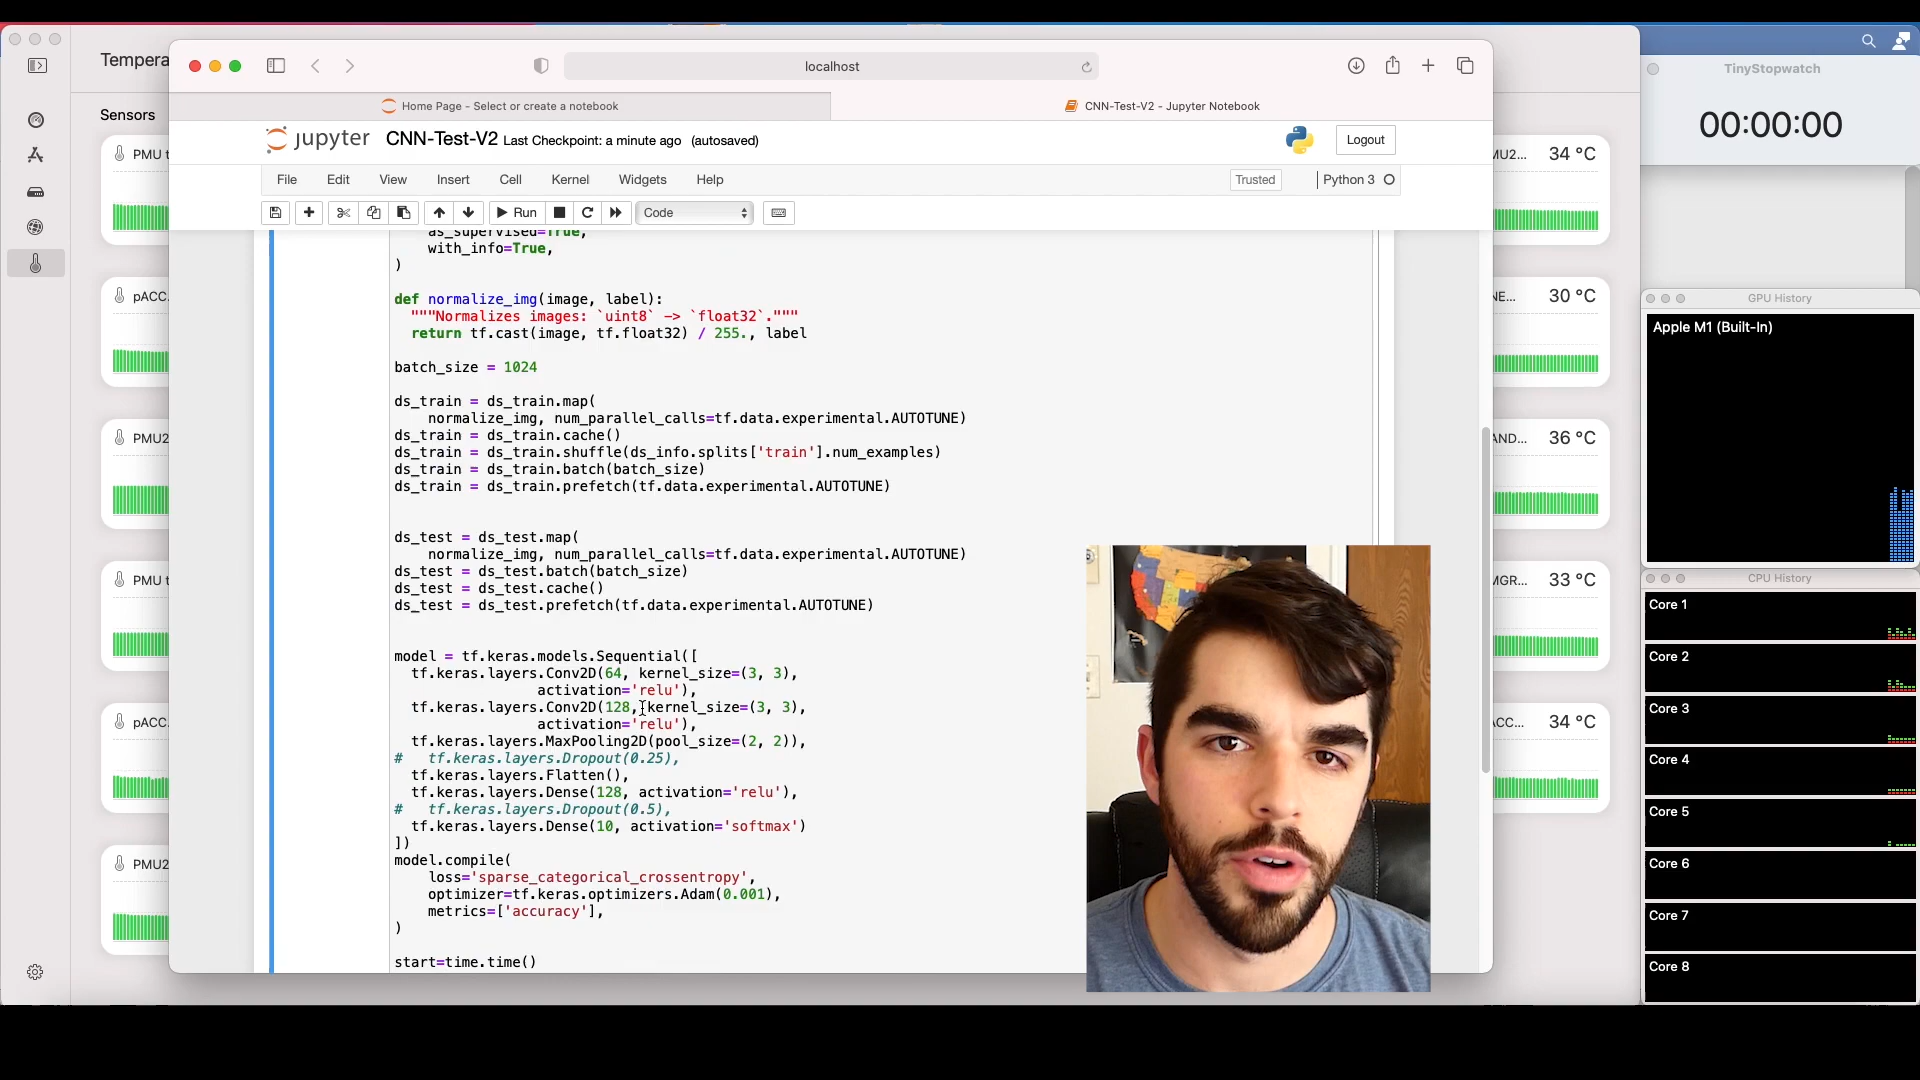 Tempera
Sensors
PMU t
pACC.
PMU2
PMU t
pACC
PMU2
localhost
Home Page - Select or create a notebook
CNN-Test-V2 - Jupyter Notebook
jupyter CNN-Test-V2 Last Checkpoint: a minute ago (autosaved)
Logout
File Edit View Insert Cell Kernel Widgets Help
Trusted Python 3
Run Code
as_supervised=True,
with_info=True,
)
def normalize_img(image, label):
"""Normalizes images: `uint8` -> `float32`."""
return tf.cast(image, tf.float32) / 255., label
batch_size = 1024
ds_train = ds_train.map(
normalize_img, num_parallel_calls=tf.data.experimental.AUTOTUNE)
ds_train = ds_train.cache()
ds_train = ds_train.shuffle(ds_info.splits['train'].num_examples)
ds_train = ds_train.batch(batch_size)
ds_train = ds_train.prefetch(tf.data.experimental.AUTOTUNE)
ds_test = ds_test.map(
normalize_img, num_parallel_calls=tf.data.experimental.AUTOTUNE)
ds_test = ds_test.batch(batch_size)
ds_test = ds_test.cache()
ds_test = ds_test.prefetch(tf.data.experimental.AUTOTUNE)
model = tf.keras.models.Sequential([
tf.keras.layers.Conv2D(64, kernel_size=(3, 3),
activation='relu'),
tf.keras.layers.Conv2D(128, kernel_size=(3, 3),
activation='relu'),
tf.keras.layers.MaxPooling2D(pool_size=(2, 2)),
# tf.keras.layers.Dropout(0.25),
tf.keras.layers.Flatten(),
tf.keras.layers.Dense(128, activation='relu'),
# tf.keras.layers.Dropout(0.5),
tf.keras.layers.Dense(10, activation='softmax')
])
model.compile(
loss='sparse_categorical_crossentropy',
optimizer=tf.keras.optimizers.Adam(0.001),
metrics=['accuracy'],
)
start=time.time()
MU2... 34 °C
NE... 30 °C
AND... 36 °C
MGR... 33 °C
ACC... 34 °C
TinyStopwatch
00:00:00
GPU History
Apple M1 (Built-In)
CPU History
Core 1
Core 2
Core 3
Core 4
Core 5
Core 6
Core 7
Core 8